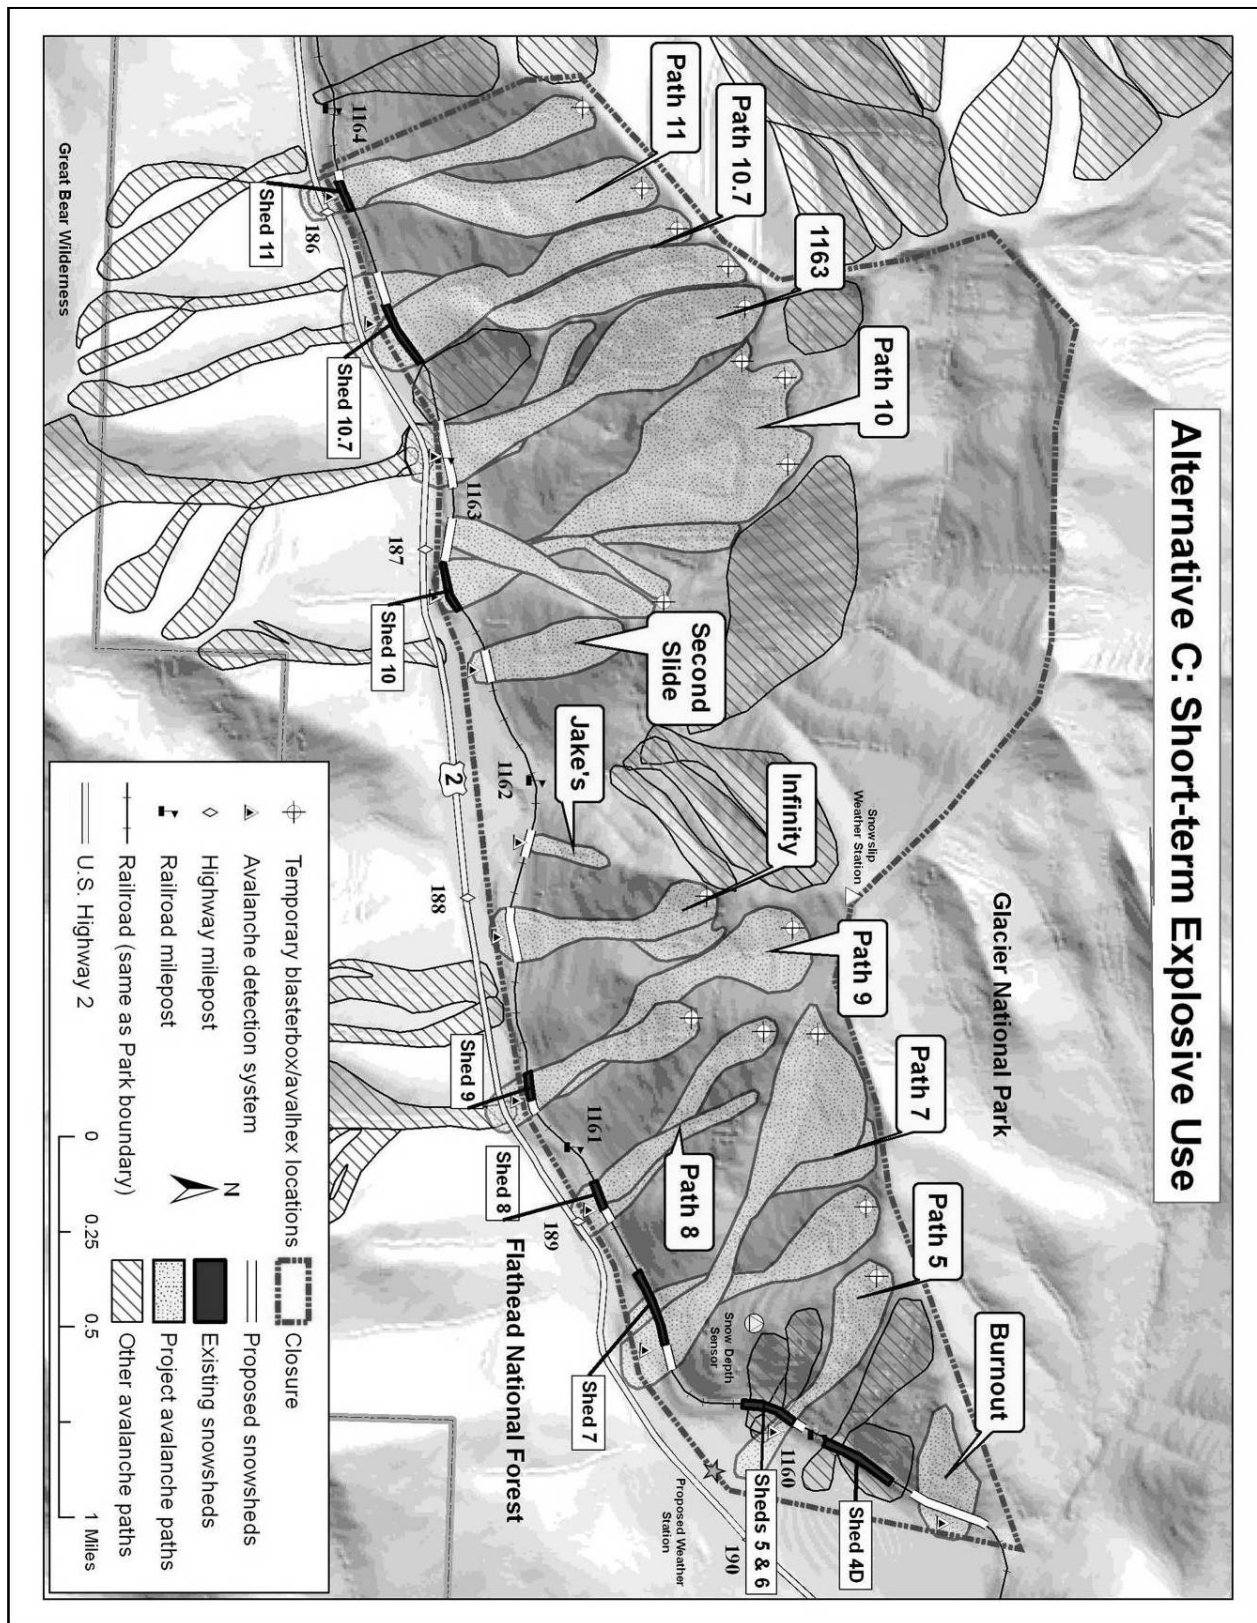 Alternative C: Short-term Explosive Use
Path 11
Path 10.7
1163
Path 10
Second
Slide
Jake's
Infinity
Path 9
Path 7
Path 8
Path 5
Burnout
Glacier National Park
Snowslip
Weather Station
Snow Depth
Sensor
Proposed Weather
Station
Flathead National Forest
Great Bear Wilderness
1164
1163
1162
1161
1160
186
187
188
189
190
2
Shed 11
Shed 10.7
Shed 10
Shed 9
Shed 8
Shed 7
Sheds 5 & 6
Shed 4D
Temporary blasterbox/avalhex locations
Avalanche detection system
Highway milepost
Railroad milepost
Railroad (same as Park boundary)
U.S. Highway 2
Closure
Proposed snowsheds
Existing snowsheds
Project avalanche paths
Other avalanche paths
N
0
0.25
0.5
1 Miles